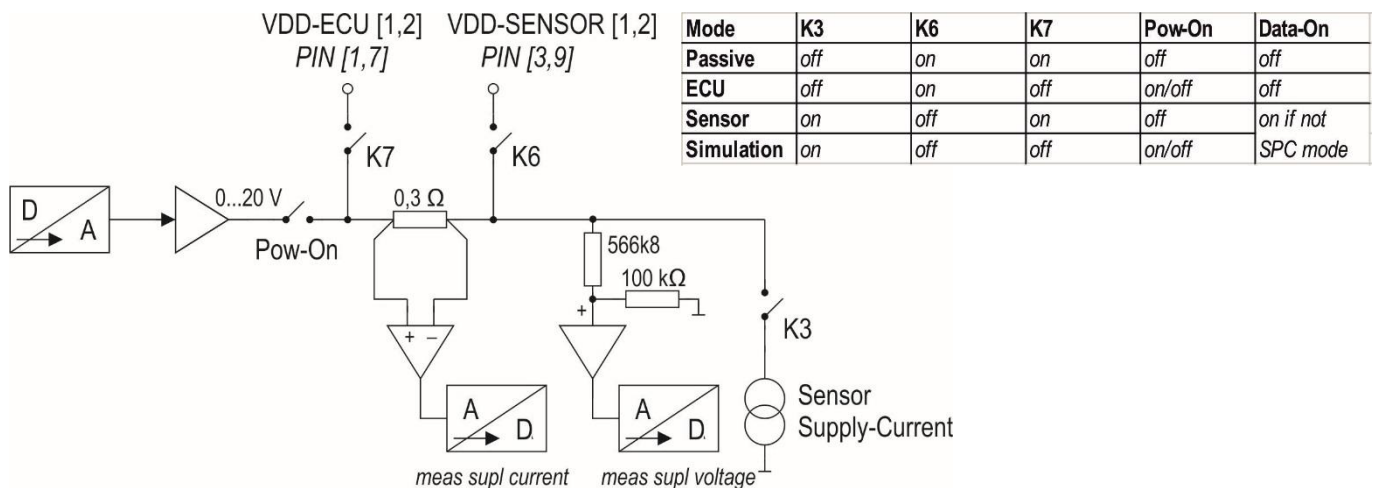 VDD-ECU [1,2] VDD-SENSOR [1,2]
PIN [1,7] PIN [3,9]
K7 K6
D
A
0...20 V
Pow-On
0,3 Ω
566k8
100 kΩ
+ −
+
K3
A
D.
A
D.
Sensor
Supply-Current
meas supl current meas supl voltage
Mode K3 K6 K7 Pow-On Data-On
Passive off on on off off
ECU off on off on/off off
Sensor on off on off on if not
Simulation on off off on/off SPC mode